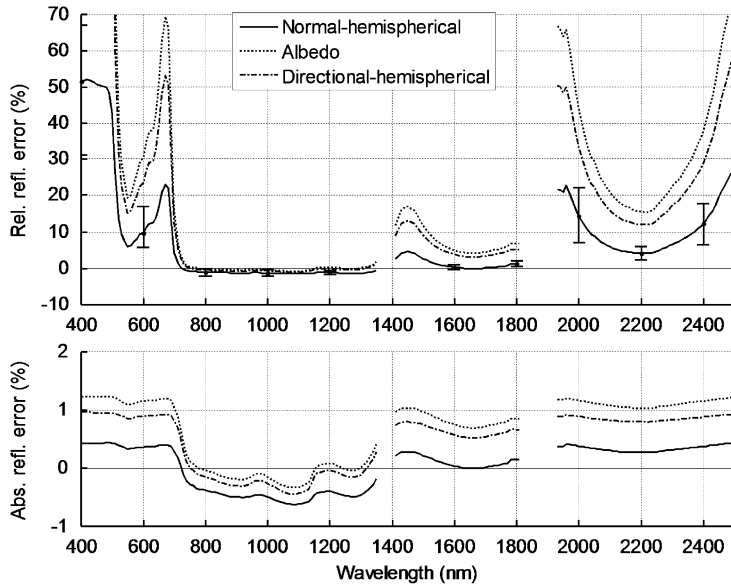 Rel. refl. error (%)
70
60
50
40
30
20
10
0
-10
Normal-hemispherical
Albedo
Directional-hemispherical
400 600 800 1000 1200 1400 1600 1800 2000 2200 2400
Abs. refl. error (%)
2
1
0
-1
400 600 800 1000 1200 1400 1600 1800 2000 2200 2400
Wavelength (nm)